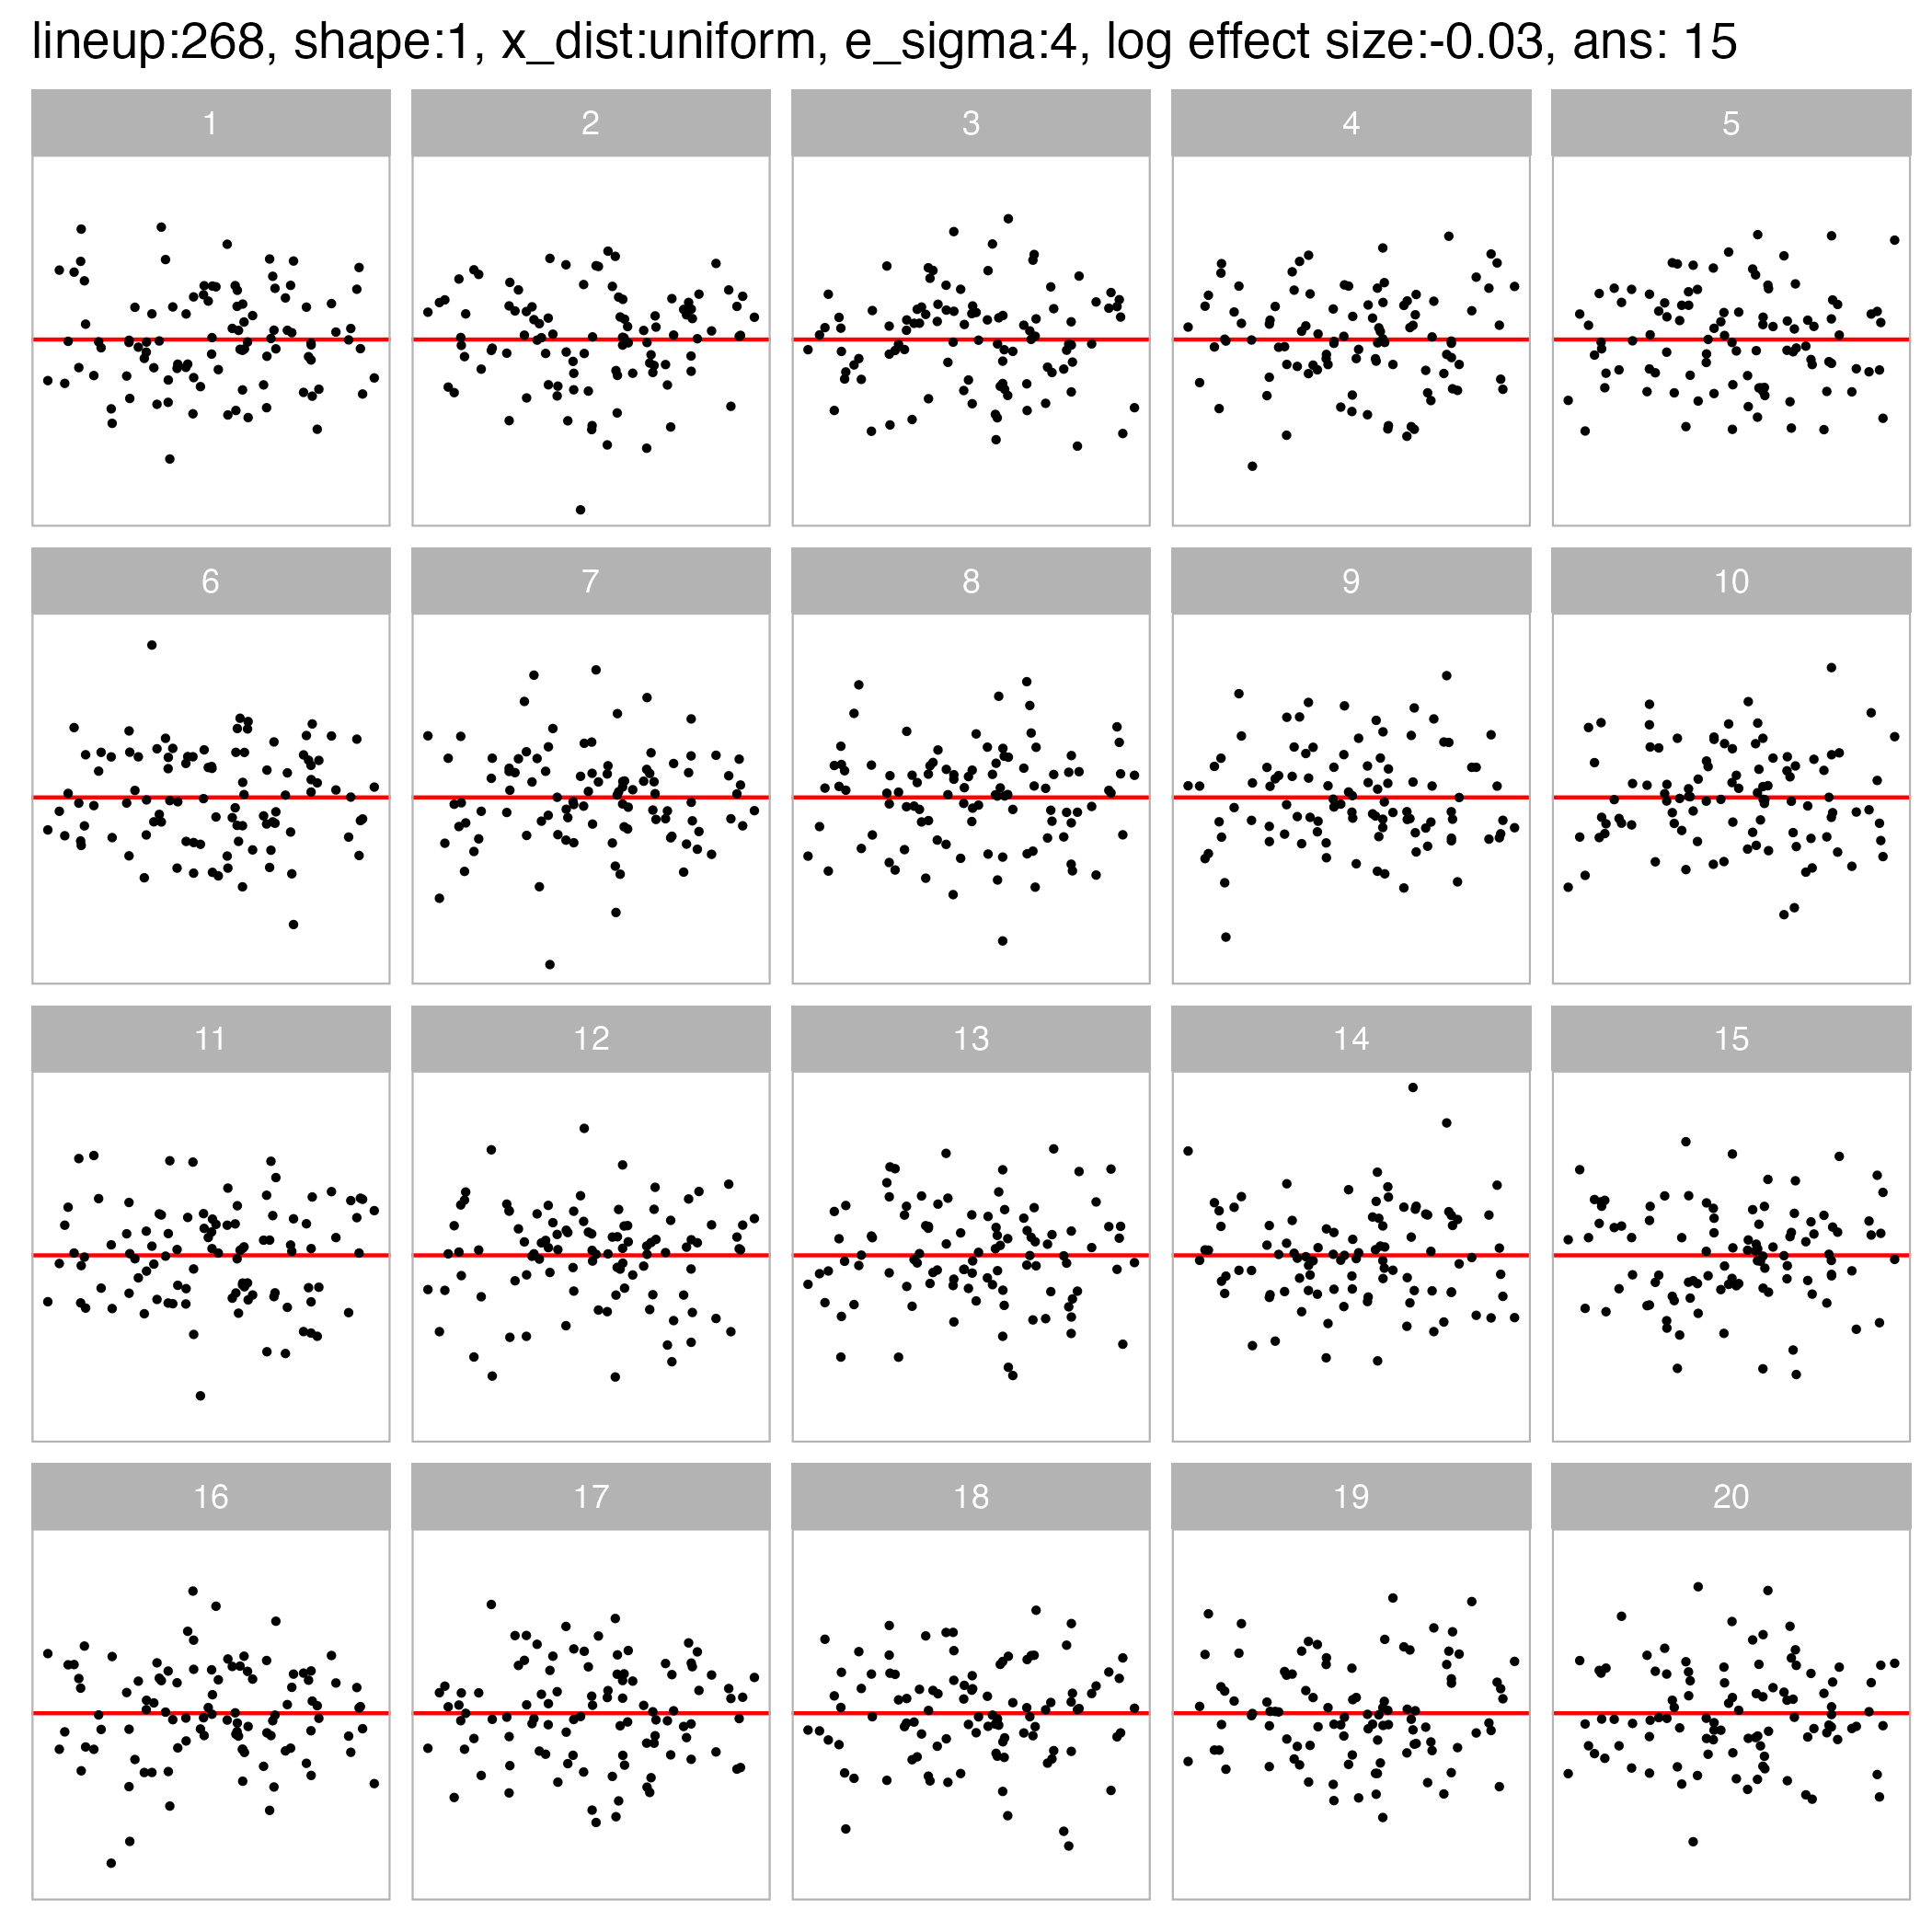 lineup:268, shape:1, x_dist:uniform, e_sigma:4, log effect size:-0.03, ans: 15
1 2 3 4 5
6 7 8 9 10
11 12 13 14 15
16 17 18 19 20